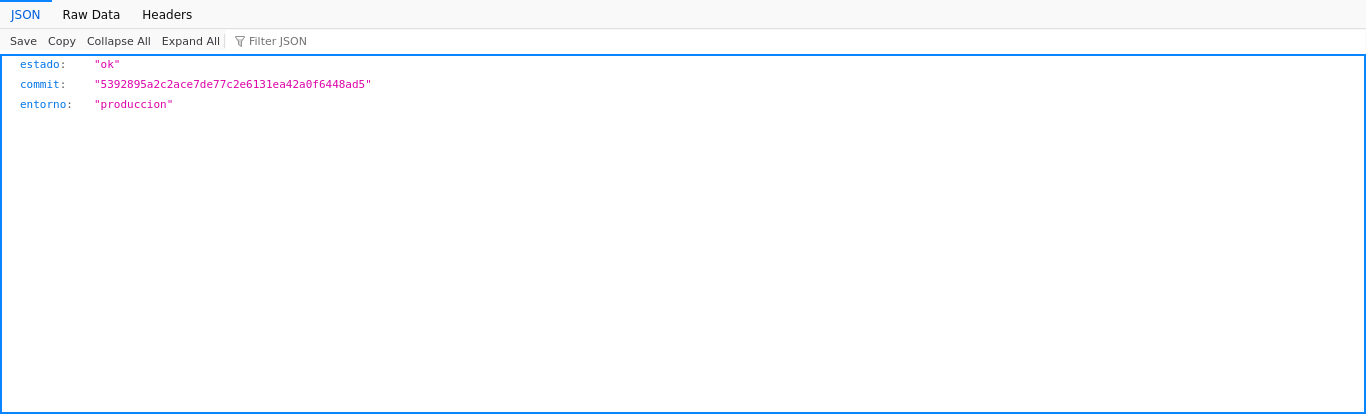 JSON Raw Data Headers
Save Copy Collapse All Expand All Filter JSON
estado: "ok"
commit: "5392895a2c2ace7de77c2e6131ea42a0f6448ad5"
entorno: "produccion"